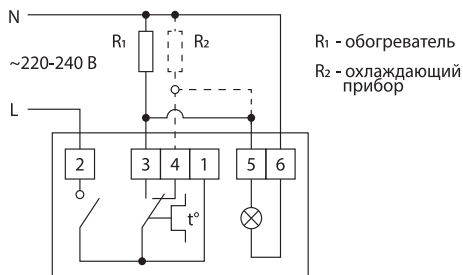 N
R₁
R₂
R₁ - обогреватель
~220-240 В
R₂ - охлаждающий
прибор
L
2
3
4
1
5
6
t°